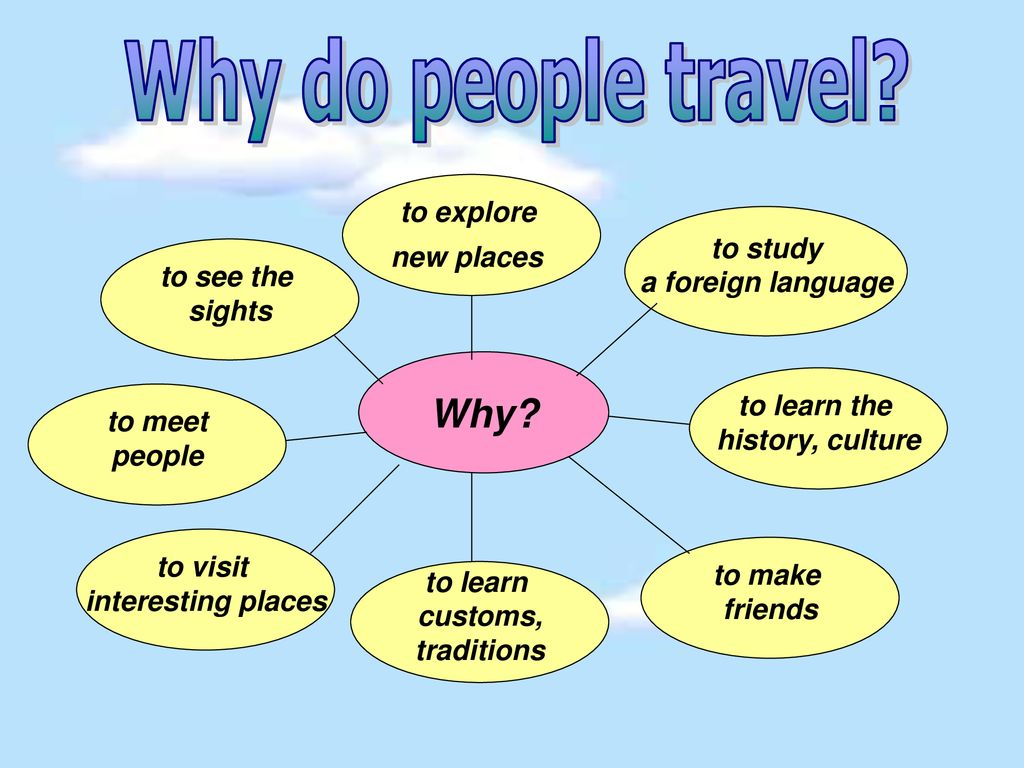 Why do people travel?
to explore
new places
to study
a foreign language
to see the
sights
Why?
to learn the
history, culture
to meet
people
to visit
interesting places
to learn
customs,
traditions
to make
friends